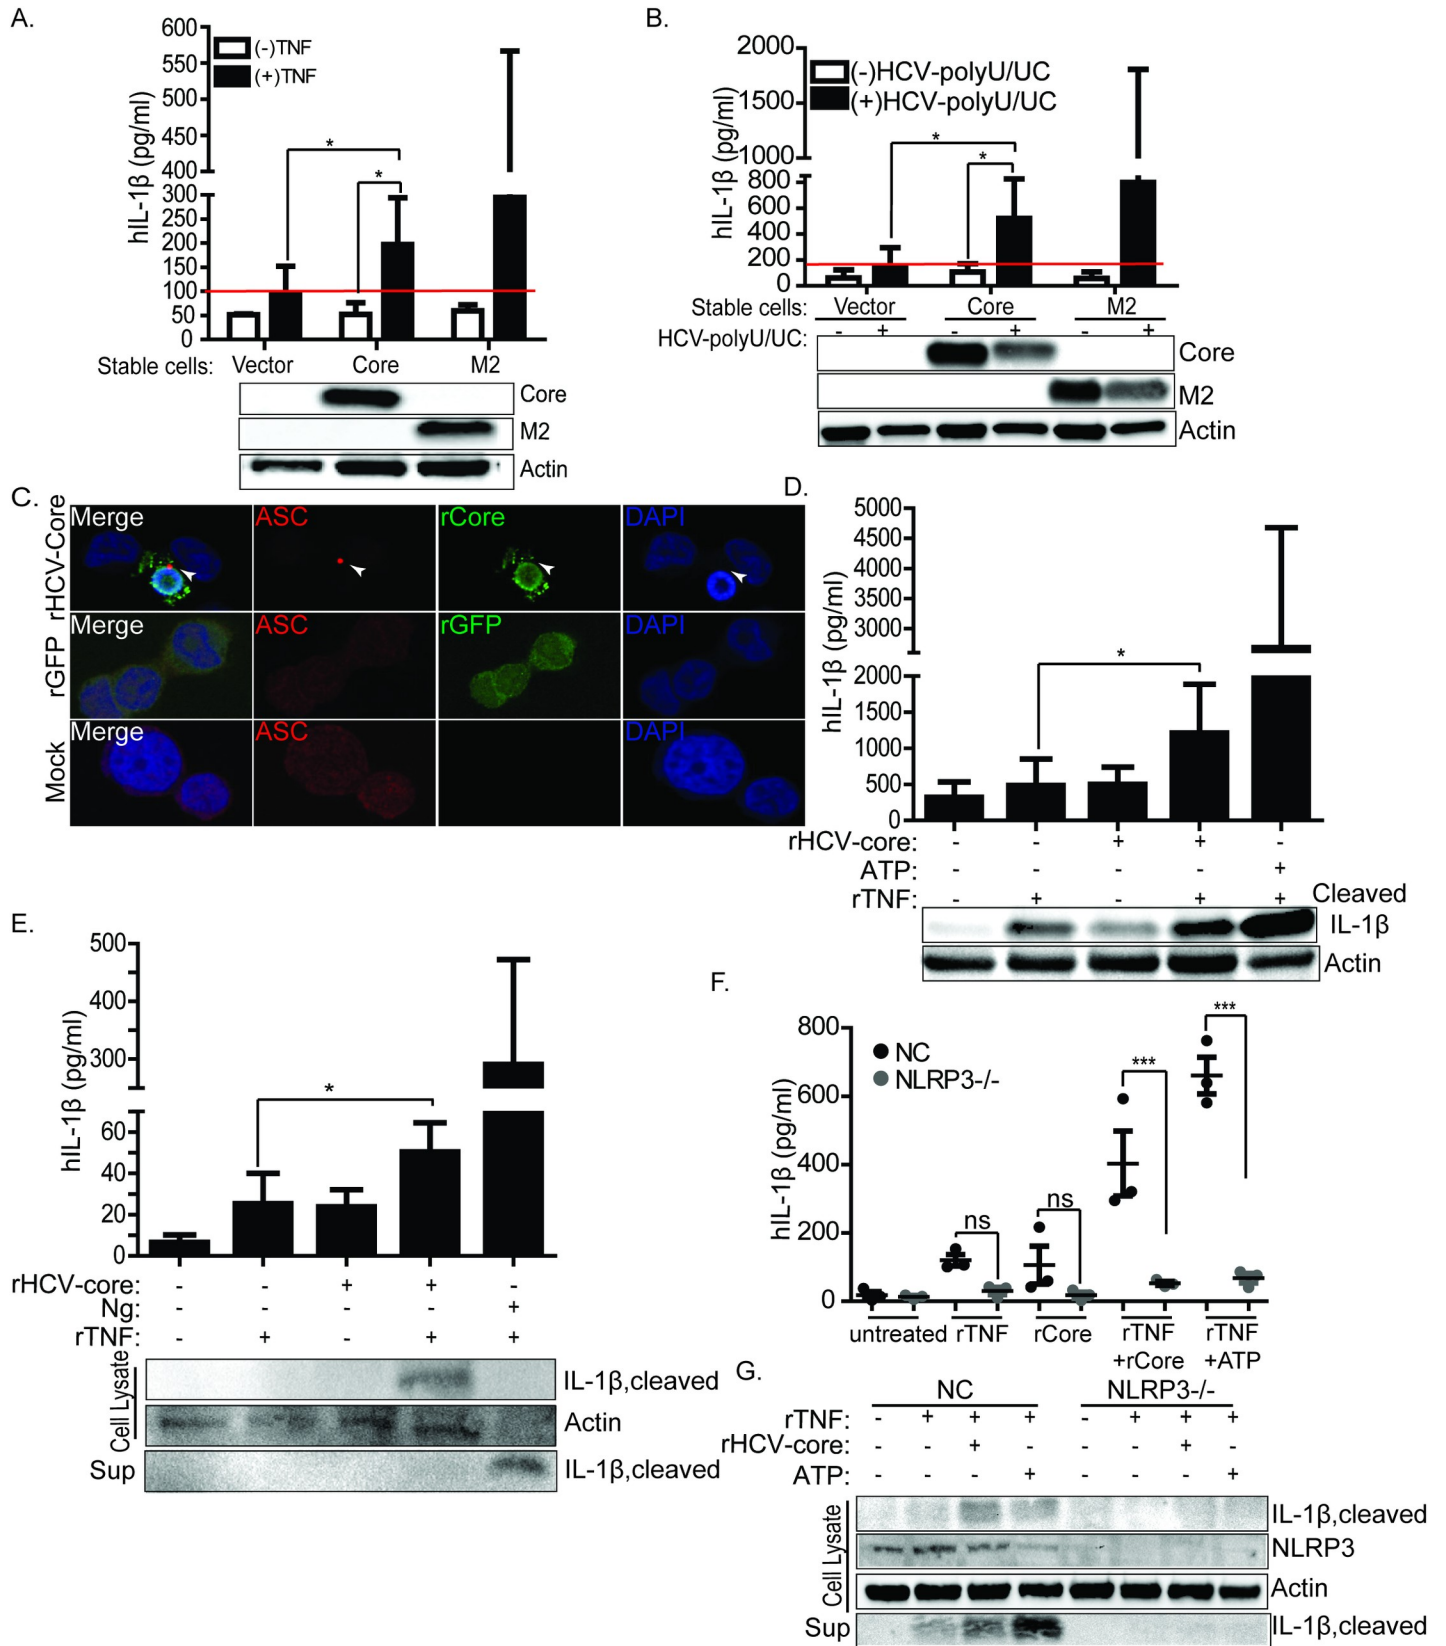 A.
hIL-1β (pg/ml)
600
550
500
450
400
300
250
200
150
100
50
0
(-)TNF
(+)TNF
*
*
Stable cells: Vector Core M2
Core
M2
Actin
B.
hIL-1β (pg/ml)
2000
1500
1000
800
600
400
200
0
(-)HCV-polyU/UC
(+)HCV-polyU/UC
*
*
Stable cells: Vector Core M2
HCV-polyU/UC: - + - + - +
Core
M2
Actin
C.
rHCV-Core
Merge ASC rCore DAPI
rGFP
Merge ASC rGFP DAPI
Mock
Merge ASC DAPI
D.
hIL-1β (pg/ml)
5000
4500
4000
3500
3000
2000
1500
1000
500
0
*
rHCV-core: - - + + -
ATP: - - - - +
rTNF: - + - + +
Cleaved
IL-1β
Actin
E.
hIL-1β (pg/ml)
500
400
300
60
40
20
0
*
rHCV-core: - - + + -
Ng: - - - - +
rTNF: - + - + +
Cell Lysate
IL-1β,cleaved
Actin
Sup IL-1β,cleaved
F.
hIL-1β (pg/ml)
800
600
400
200
0
NC
NLRP3-/-
ns
ns
***
***
untreated rTNF rCore rTNF rTNF
+rCore +ATP
G.
NC NLRP3-/-
rTNF: - + + + - + + +
rHCV-core: - - + - - - + -
ATP: - - - + - - - +
Cell Lysate
IL-1β,cleaved
NLRP3
Actin
Sup IL-1β,cleaved